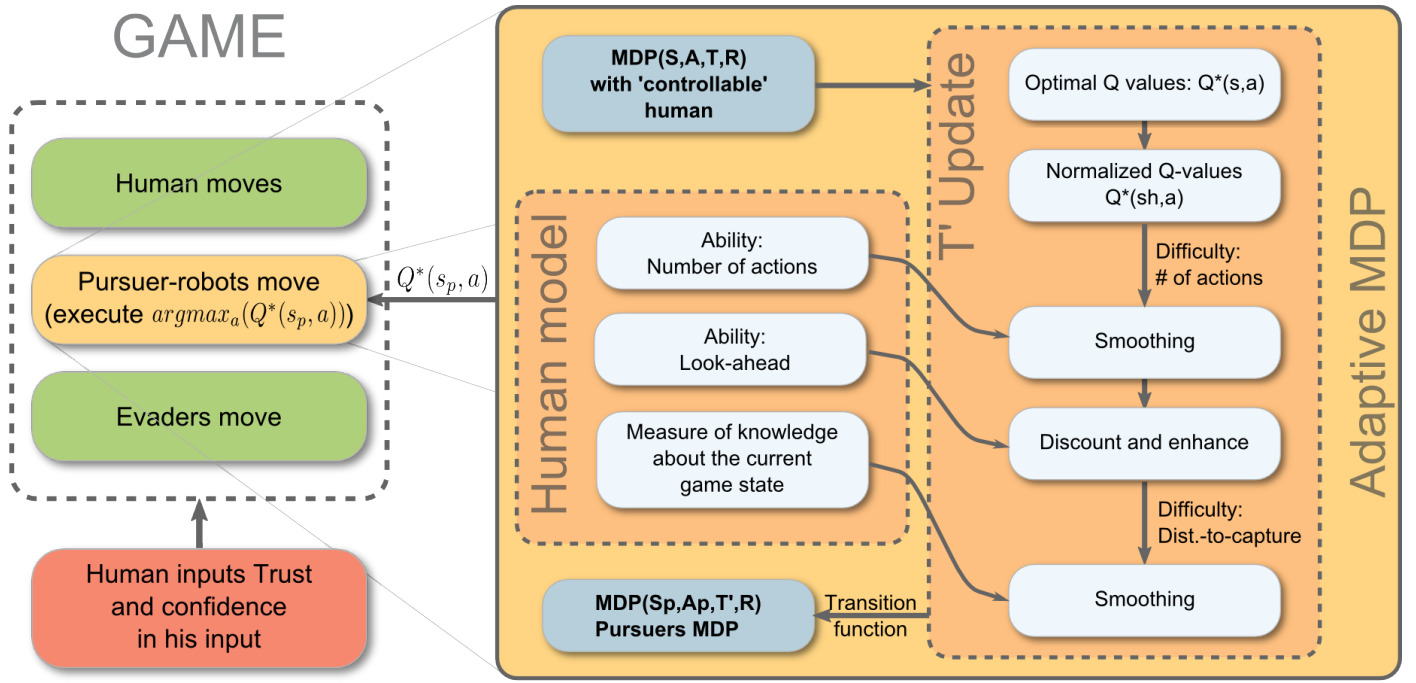 GAME
Human moves
Pursuer-robots move
(execute argmax_a(Q*(s_p, a)))
Evaders move
Human inputs Trust
and confidence
in his input
Q*(s_p, a)
MDP(S,A,T,R)
with 'controllable'
human
Human model
Ability:
Number of actions
Ability:
Look-ahead
Measure of knowledge
about the current
game state
MDP(Sp,Ap,T',R)
Pursuers MDP
Transition
function
T' Update
Optimal Q values: Q*(s,a)
Normalized Q-values
Q*(sh,a)
Difficulty:
# of actions
Smoothing
Discount and enhance
Difficulty:
Dist.-to-capture
Smoothing
Adaptive MDP